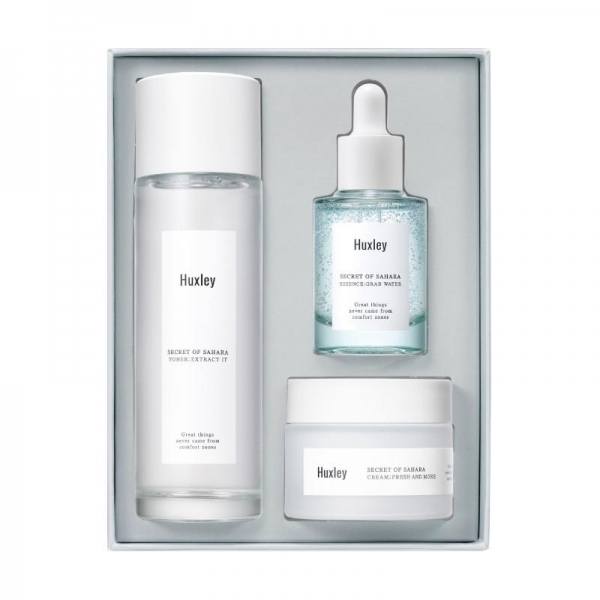 Huxley
SECRET OF SAHARA
TONER;EXTRACT IT
Great things
never came from
comfort zones
Huxley
SECRET OF SAHARA
ESSENCE;GRAB WATER
Great things
never came from
comfort zones
Huxley
SECRET OF SAHARA
CREAM;FRESH AND MORE